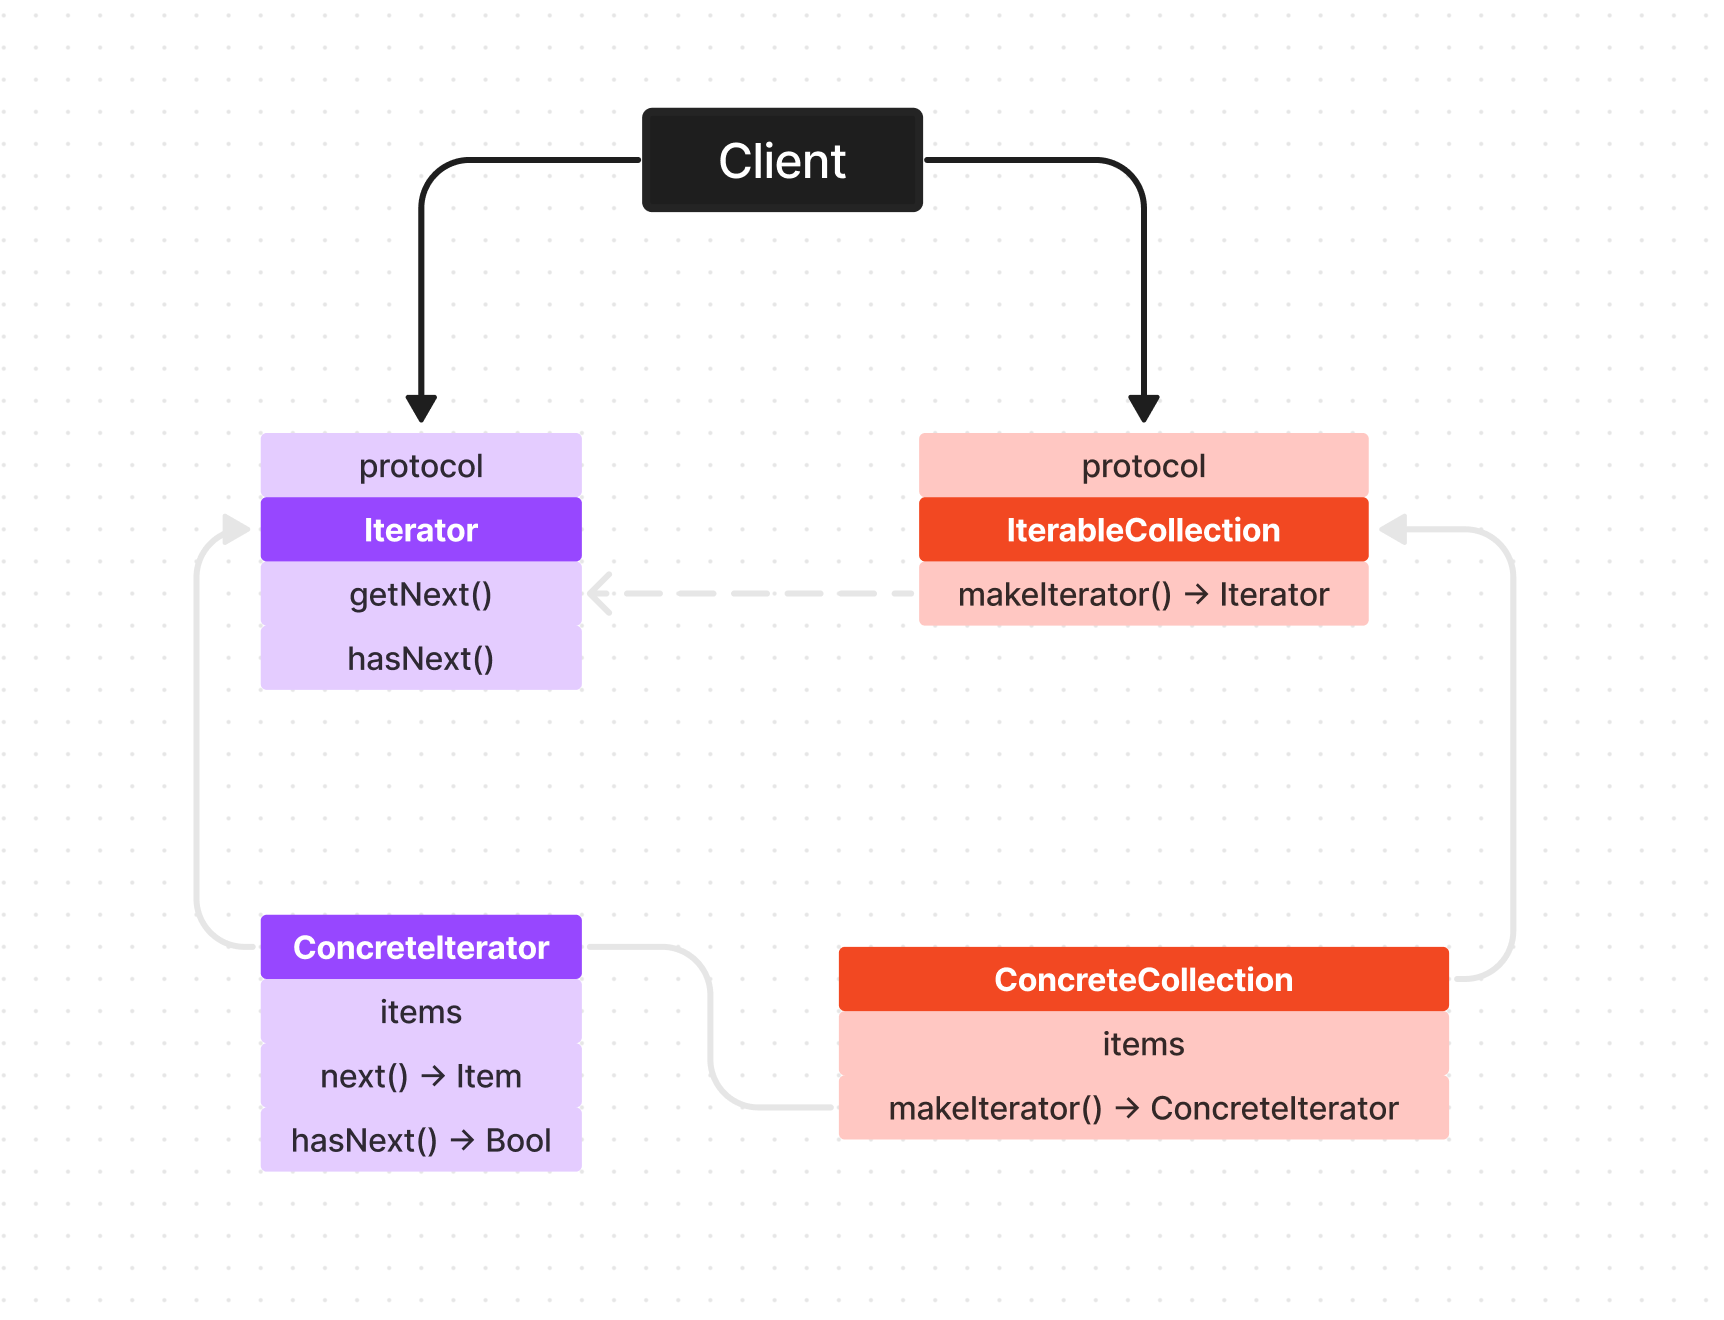 Client
protocol
Iterator
getNext()
hasNext()
protocol
IterableCollection
makeIterator() → Iterator
ConcreteIterator
items
next() → Item
hasNext() → Bool
ConcreteCollection
items
makeIterator() → ConcreteIterator